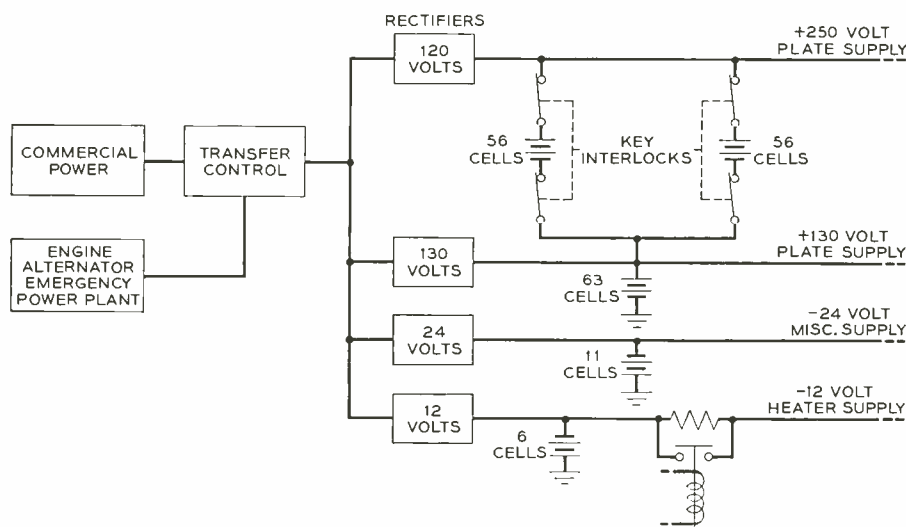 RECTIFIERS
120
VOLTS
+250 VOLT
PLATE SUPPLY
56
CELLS
KEY
INTERLOCKS
56
CELLS
COMMERCIAL
POWER
TRANSFER
CONTROL
ENGINE
ALTERNATOR
EMERGENCY
POWER PLANT
130
VOLTS
+130 VOLT
PLATE SUPPLY
63
CELLS
24
VOLTS
-24 VOLT
MISC. SUPPLY
11
CELLS
12
VOLTS
-12 VOLT
HEATER SUPPLY
6
CELLS